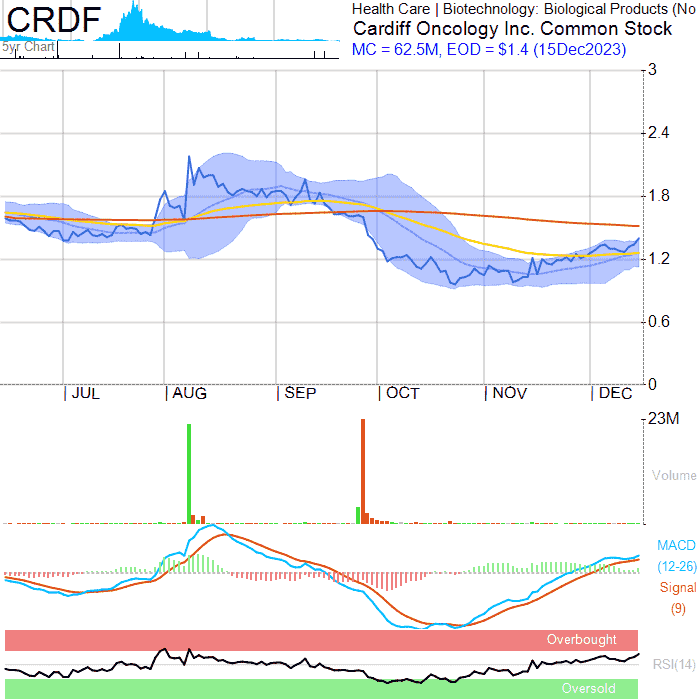 CRDF
5yr Chart
Health Care | Biotechnology: Biological Products (No
Cardiff Oncology Inc. Common Stock
MC = 62.5M, EOD = $1.4 (15Dec2023)
3
2.4
1.8
1.2
0.6
0
JUL AUG SEP OCT NOV DEC
23M
Volume
MACD
(12-26)
Signal
(9)
Overbought
RSI(14)
Oversold